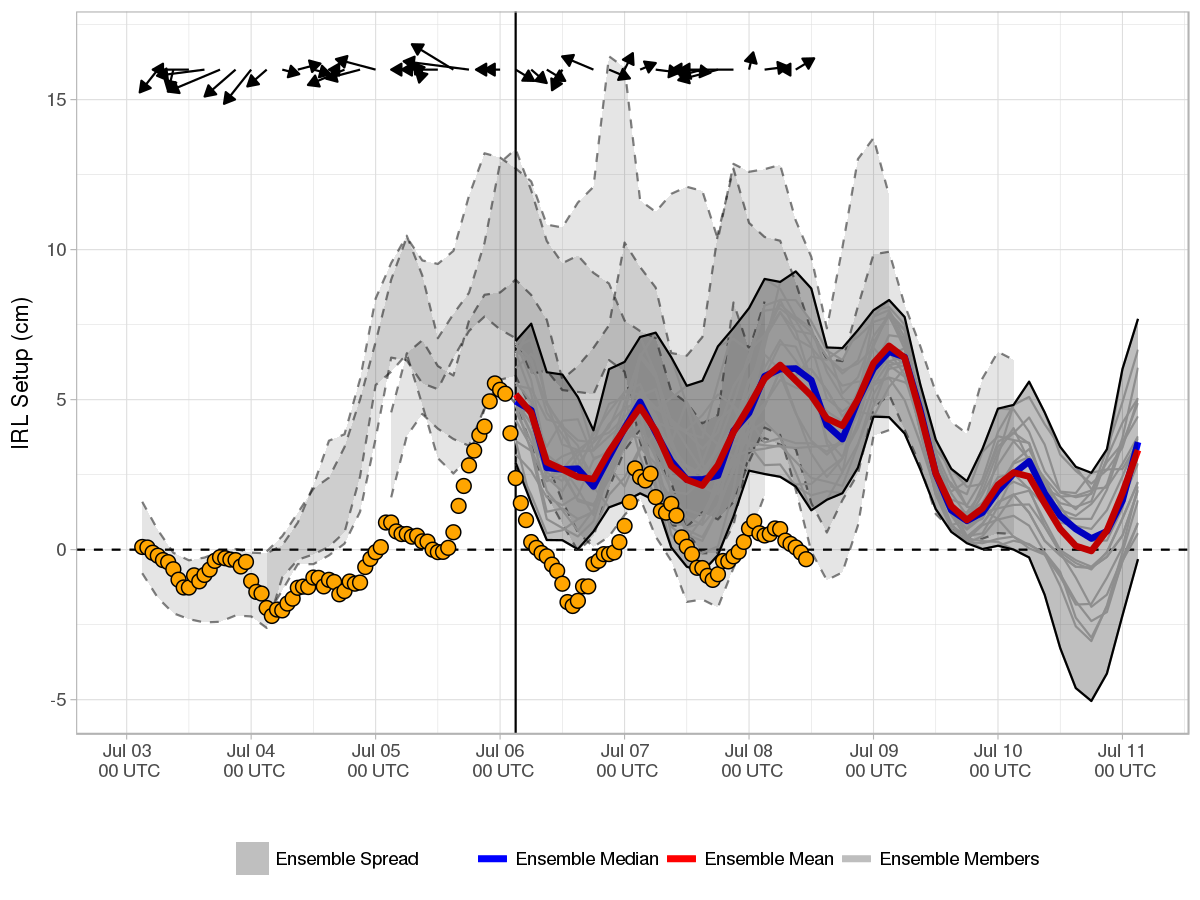 IRL Setup (cm)
15
10
5
0
-5
Jul 03 Jul 04 Jul 05 Jul 06 Jul 07 Jul 08 Jul 09 Jul 10 Jul 11
00 UTC 00 UTC 00 UTC 00 UTC 00 UTC 00 UTC 00 UTC 00 UTC 00 UTC
Ensemble Spread Ensemble Median Ensemble Mean Ensemble Members